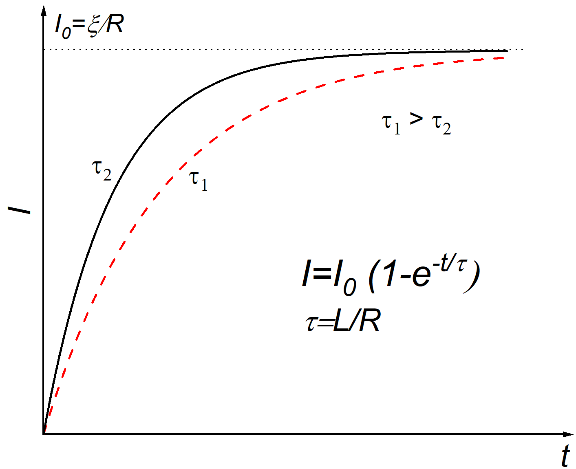 I₀=ξ/R
τ₁ > τ₂
τ₂
τ₁
I
I=I₀ (1-e^-t/τ)
τ=L/R
t